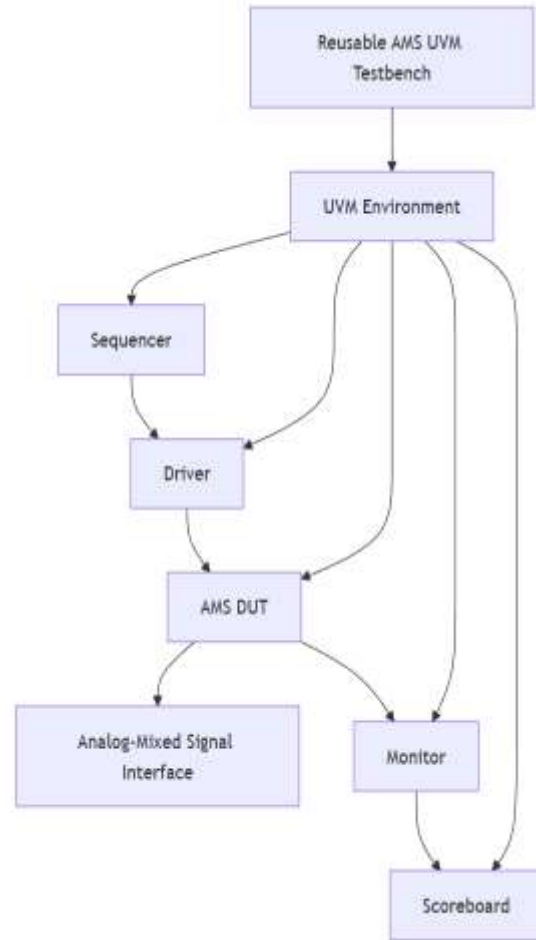 Reusable AMS UVM
Testbench
UVM Environment
Sequencer
Driver
AMS DUT
Analog-Mixed Signal
Interface
Monitor
Scoreboard